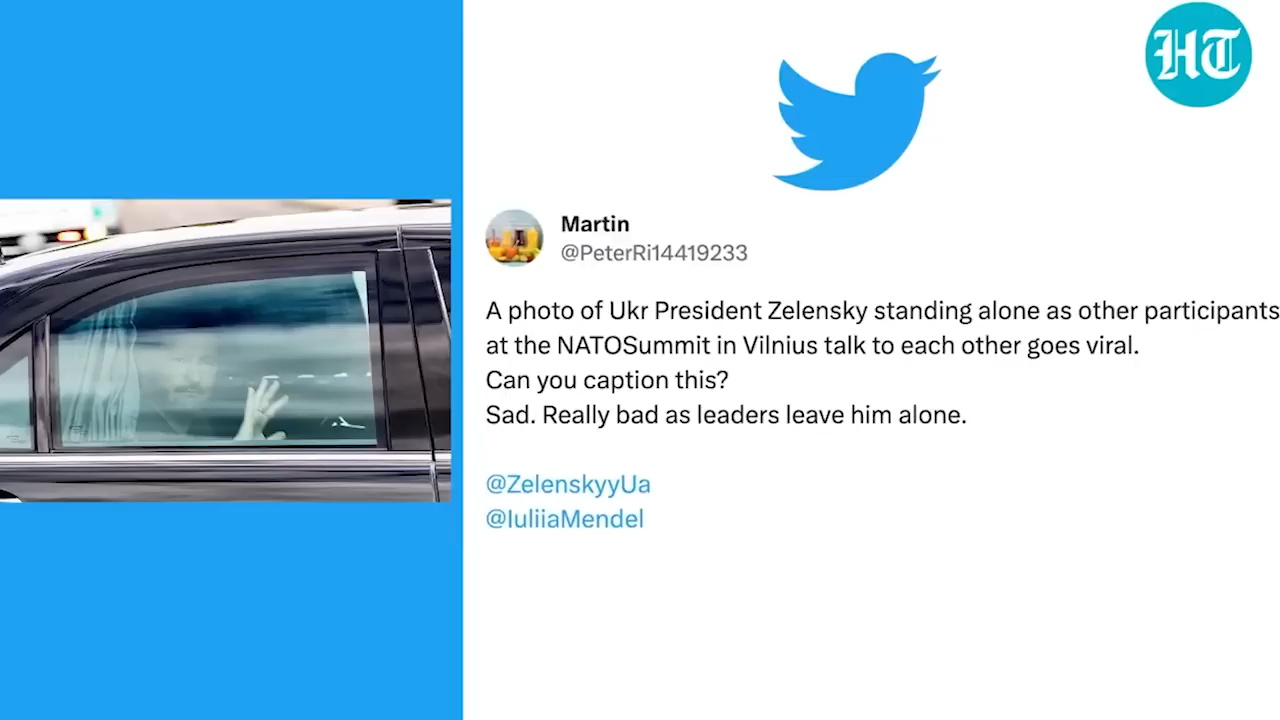 HT
Martin
@PeterRi14419233
A photo of Ukr President Zelensky standing alone as other participants
at the NATOSummit in Vilnius talk to each other goes viral.
Can you caption this?
Sad. Really bad as leaders leave him alone.
@ZelenskyyUa
@IuliiaMendel